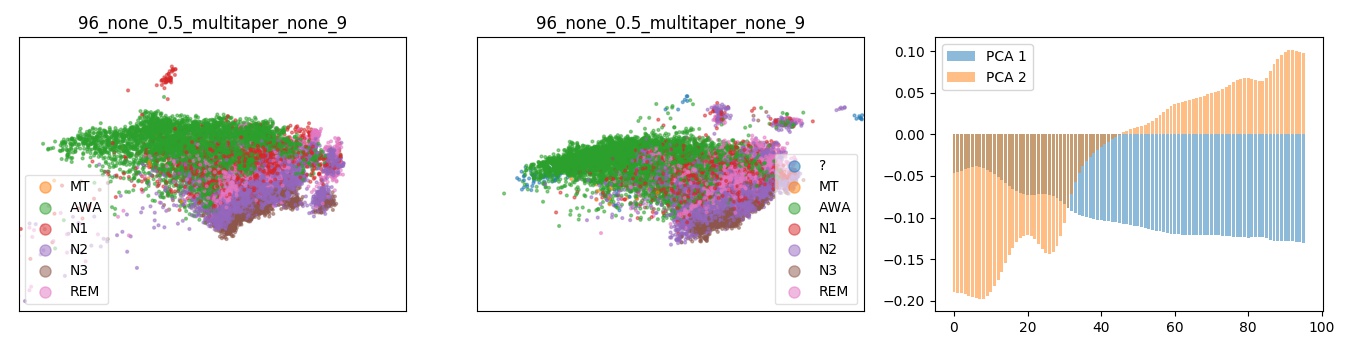 96_none_0.5_multitaper_none_9
MT
AWA
N1
N2
N3
REM
96_none_0.5_multitaper_none_9
?
MT
AWA
N1
N2
N3
REM
PCA 1
PCA 2
0.10
0.05
0.00
−0.05
−0.10
−0.15
−0.20
0 20 40 60 80 100